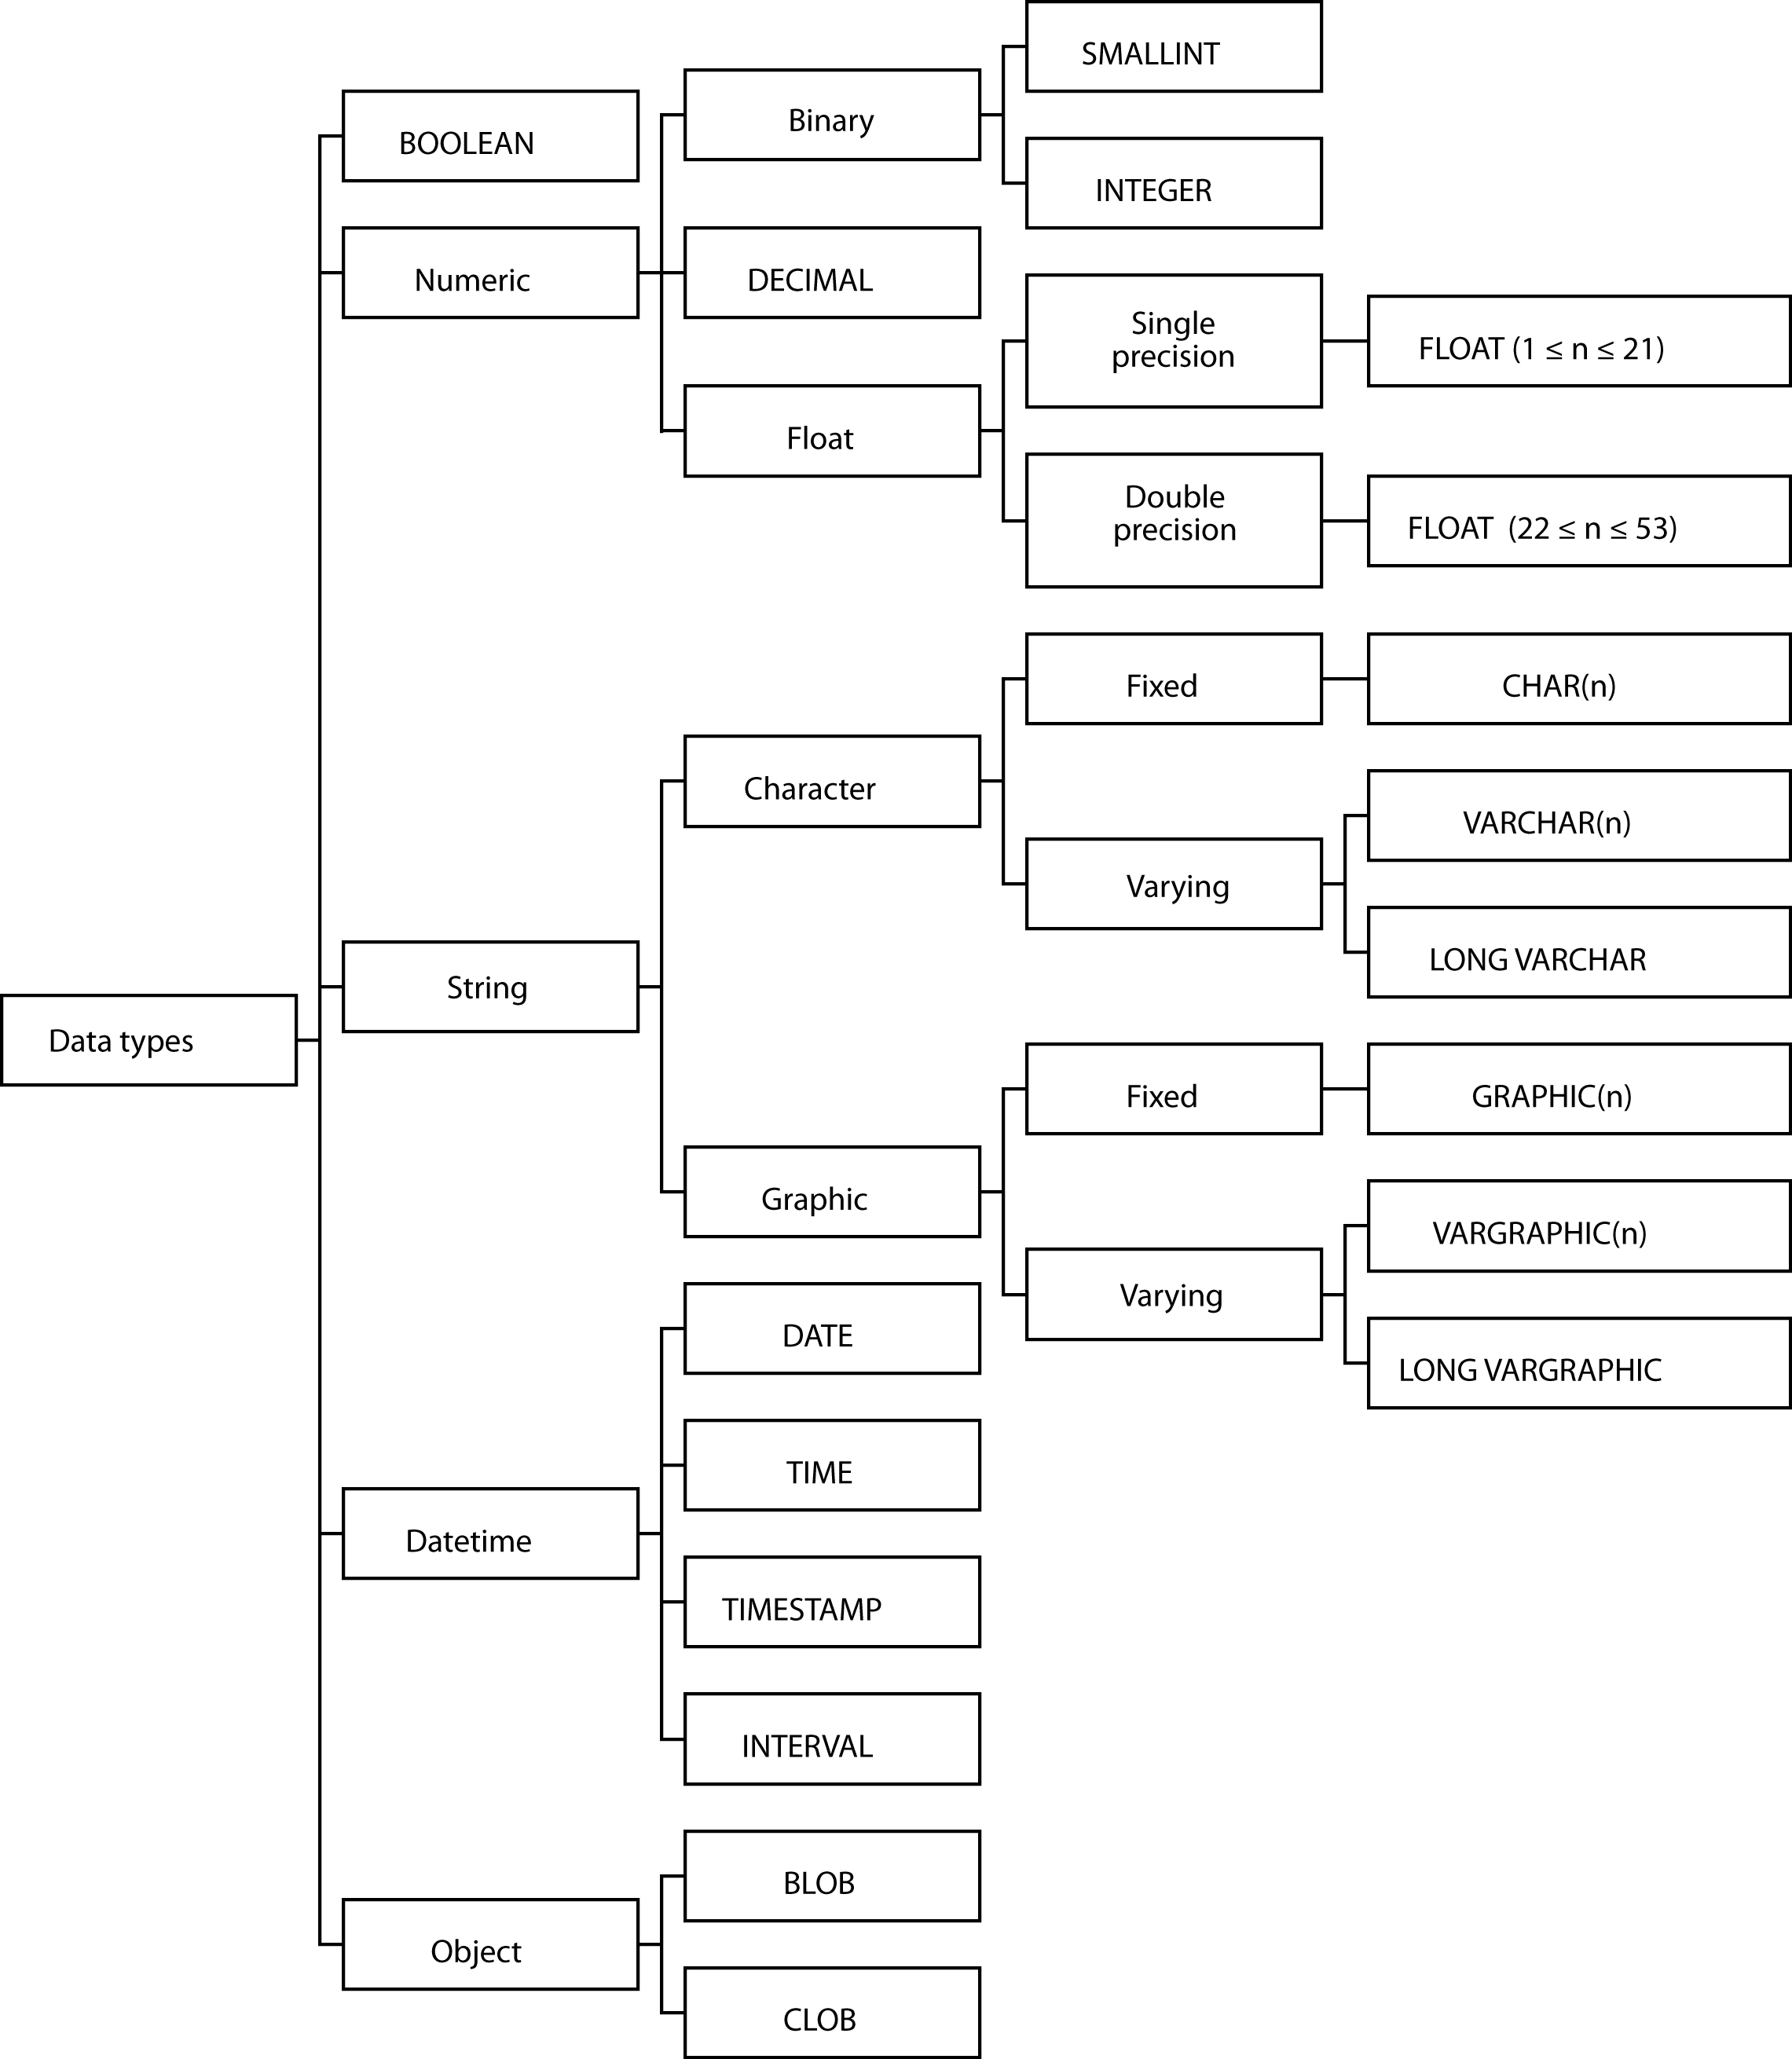 SMALLINT
Binary
BOOLEAN
INTEGER
Numeric
DECIMAL
Single
precision
FLOAT (1 ≤ n ≤ 21)
Float
Double
precision
FLOAT (22 ≤ n ≤ 53)
Fixed
CHAR(n)
Character
VARCHAR(n)
Varying
LONG VARCHAR
String
Data types
Fixed
GRAPHIC(n)
Graphic
VARGRAPHIC(n)
Varying
DATE
LONG VARGRAPHIC
TIME
Datetime
TIMESTAMP
INTERVAL
BLOB
Object
CLOB